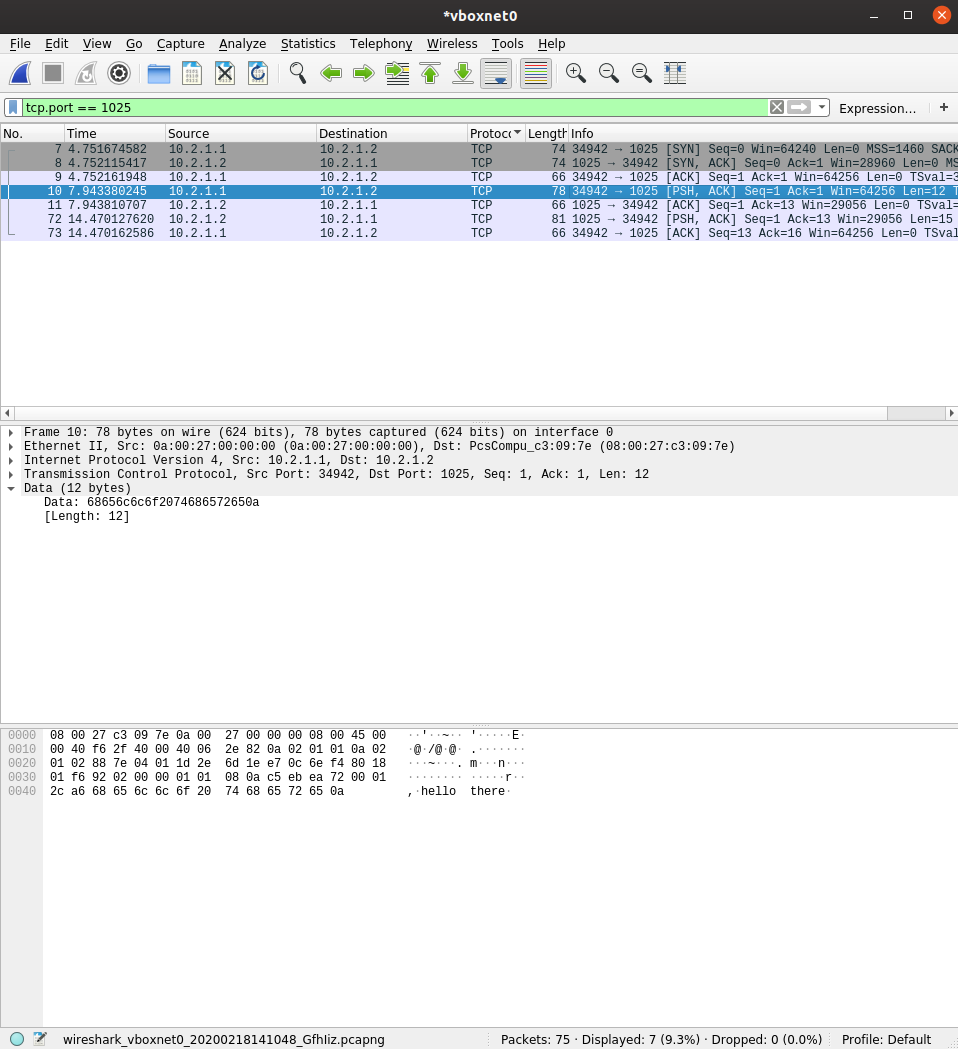 *vboxnet0
File Edit View Go Capture Analyze Statistics Telephony Wireless Tools Help
tcp.port == 1025 Expression... +
No. Time Source Destination Protoc Length Info
7 4.751674582 10.2.1.1 10.2.1.2 TCP 74 34942 → 1025 [SYN] Seq=0 Win=64240 Len=0 MSS=1460 SACK
8 4.752115417 10.2.1.2 10.2.1.1 TCP 74 1025 → 34942 [SYN, ACK] Seq=0 Ack=1 Win=28960 Len=0 MS
9 4.752161948 10.2.1.1 10.2.1.2 TCP 66 34942 → 1025 [ACK] Seq=1 Ack=1 Win=64256 Len=0 TSval=3
10 7.943380245 10.2.1.1 10.2.1.2 TCP 78 34942 → 1025 [PSH, ACK] Seq=1 Ack=1 Win=64256 Len=12 T
11 7.943810707 10.2.1.2 10.2.1.1 TCP 66 1025 → 34942 [ACK] Seq=1 Ack=13 Win=29056 Len=0 TSval=
72 14.470127620 10.2.1.2 10.2.1.1 TCP 81 1025 → 34942 [PSH, ACK] Seq=1 Ack=13 Win=29056 Len=15
73 14.470162586 10.2.1.1 10.2.1.2 TCP 66 34942 → 1025 [ACK] Seq=13 Ack=16 Win=64256 Len=0 TSval
Frame 10: 78 bytes on wire (624 bits), 78 bytes captured (624 bits) on interface 0
Ethernet II, Src: 0a:00:27:00:00:00 (0a:00:27:00:00:00), Dst: PcsCompu_c3:09:7e (08:00:27:c3:09:7e)
Internet Protocol Version 4, Src: 10.2.1.1, Dst: 10.2.1.2
Transmission Control Protocol, Src Port: 34942, Dst Port: 1025, Seq: 1, Ack: 1, Len: 12
Data (12 bytes)
Data: 68656c6c6f2074686572650a
[Length: 12]
0000 08 00 27 c3 09 7e 0a 00 27 00 00 00 08 00 45 00 ··'··~·· '·····E·
0010 00 40 f6 2f 40 00 40 06 2e 82 0a 02 01 01 0a 02 ·@·/@·@· .·······
0020 01 02 88 7e 04 01 1d 2e 6d 1e e7 0c 6e f4 80 18 ···~···. m···n···
0030 01 f6 92 02 00 00 01 01 08 0a c5 eb ea 72 00 01 ········ ·····r··
0040 2c a6 68 65 6c 6c 6f 20 74 68 65 72 65 0a ,·hello there·
wireshark_vboxnet0_20200218141048_GfhIiz.pcapng Packets: 75 · Displayed: 7 (9.3%) · Dropped: 0 (0.0%) Profile: Default